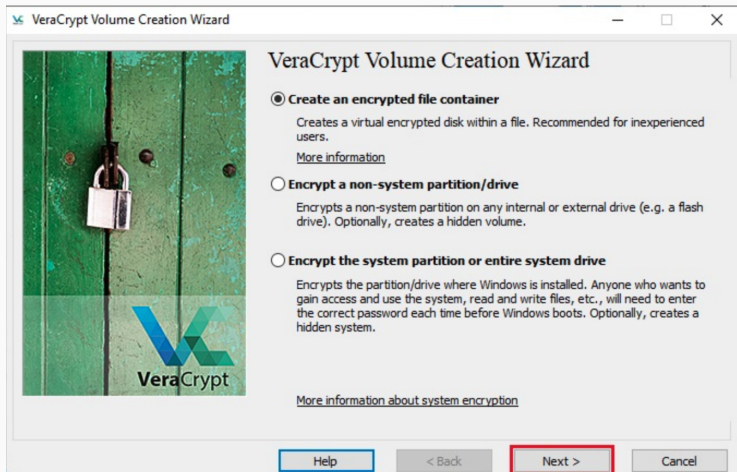 VeraCrypt Volume Creation Wizard
VeraCrypt Volume Creation Wizard
Create an encrypted file container
Creates a virtual encrypted disk within a file. Recommended for inexperienced
users.
More information
Encrypt a non-system partition/drive
Encrypts a non-system partition on any internal or external drive (e.g. a flash
drive). Optionally, creates a hidden volume.
Encrypt the system partition or entire system drive
Encrypts the partition/drive where Windows is installed. Anyone who wants to
gain access and use the system, read and write files, etc., will need to enter
the correct password each time before Windows boots. Optionally, creates a
hidden system.
VeraCrypt
More information about system encryption
Help
< Back
Next >
Cancel